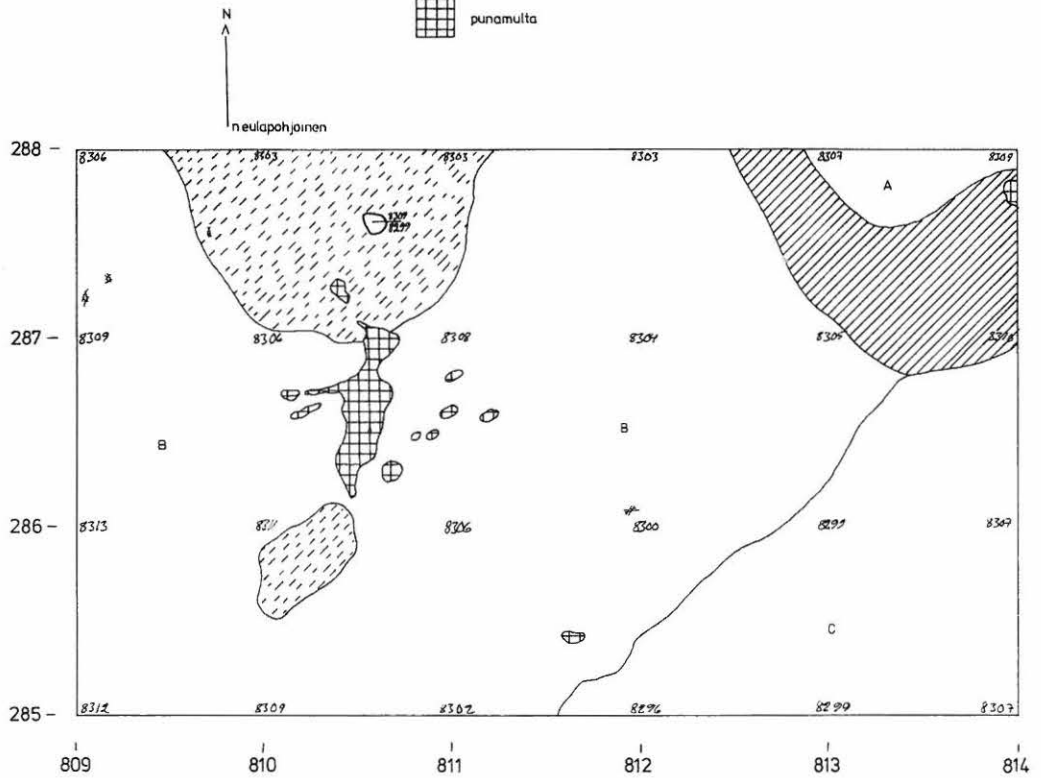 N
punamulta
neulapohjoinen
288 8306 8303 8303 8303 8307 8309
A
287 8309 8306 8308 8304 8305
B B
286 8313 8306 8300 8299 8307
C
285 8312 8309 8302 8296 8299 8307
809 810 811 812 813 814